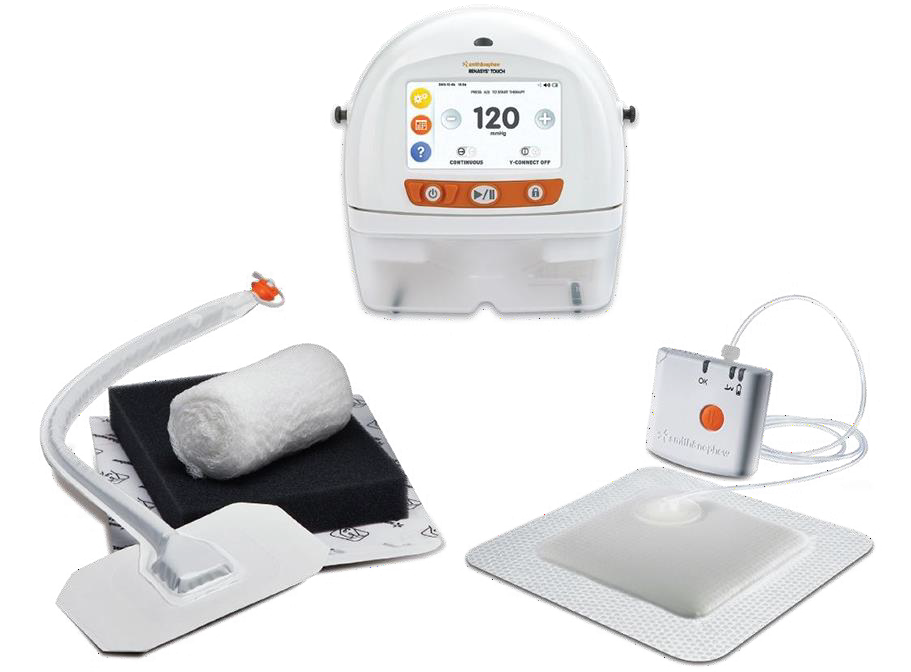 smith&nephew
RENASYS° TOUCH
PRESS TO START THERAPY
120
mmHg
CONTINUOUS
Y-CONNECT OFF
?
OK
smith&nephew